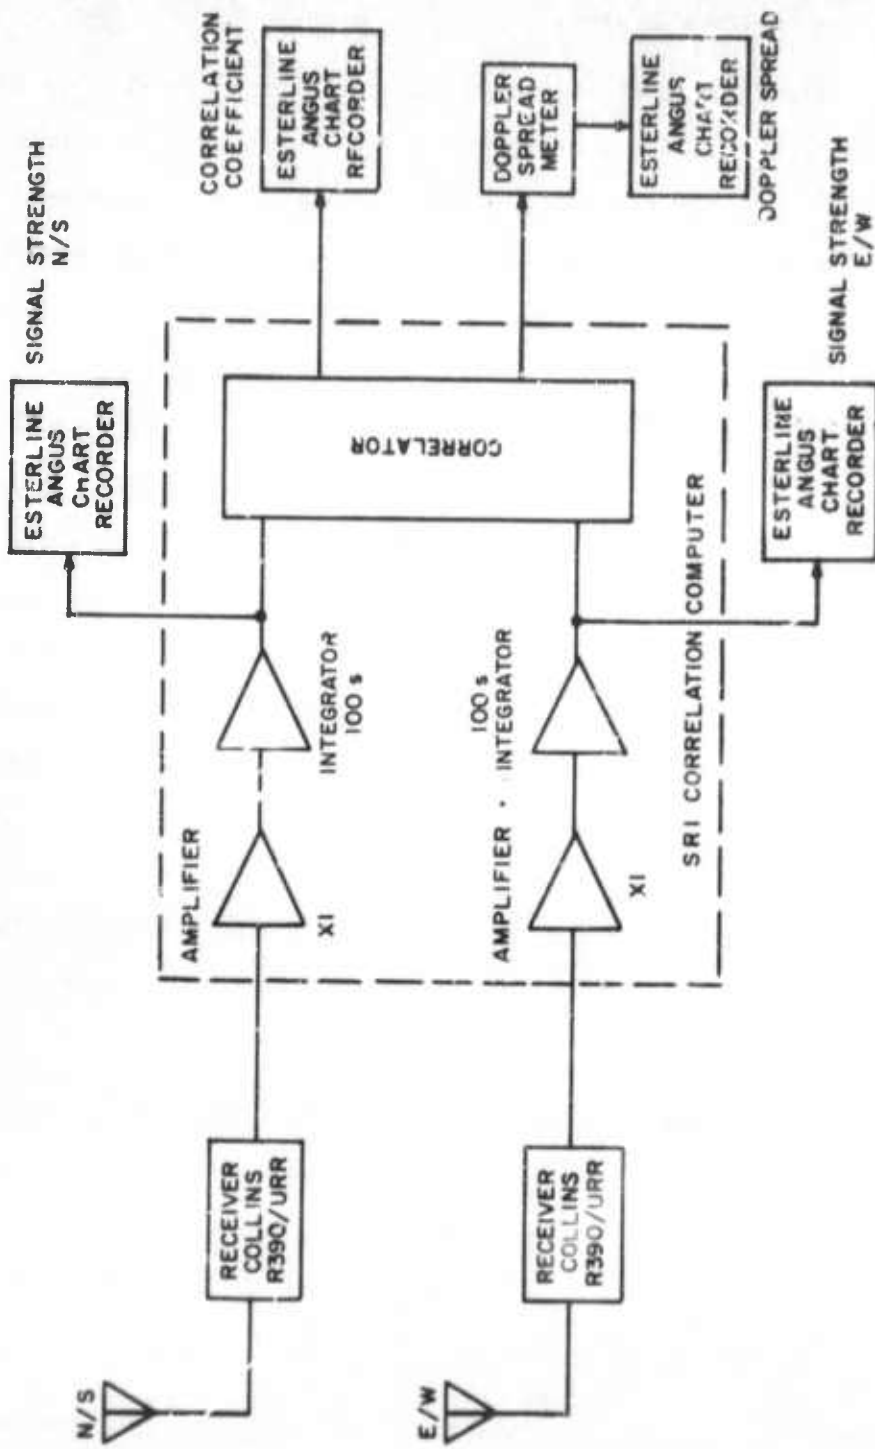 SIGNAL STRENGTH
N/S
ESTERLINE
ANGUS
CHART
RECORDER
CORRELATION
COEFFICIENT
ESTERLINE
ANGUS
CHART
RECORDER
N/S
RECEIVER
COLLINS
R390/URR
AMPLIFIER
X1
INTEGRATOR
100 s
CORRELATOR
DOPPLER
SPREAD
METER
ESTERLINE
ANGUS
CHART
RECORDER
DOPPLER SPREAD
E/W
RECEIVER
COLLINS
R390/URR
AMPLIFIER · INTEGRATOR
100 s
X1
SRI CORRELATION COMPUTER
ESTERLINE
ANGUS
CHART
RECORDER
SIGNAL STRENGTH
E/W